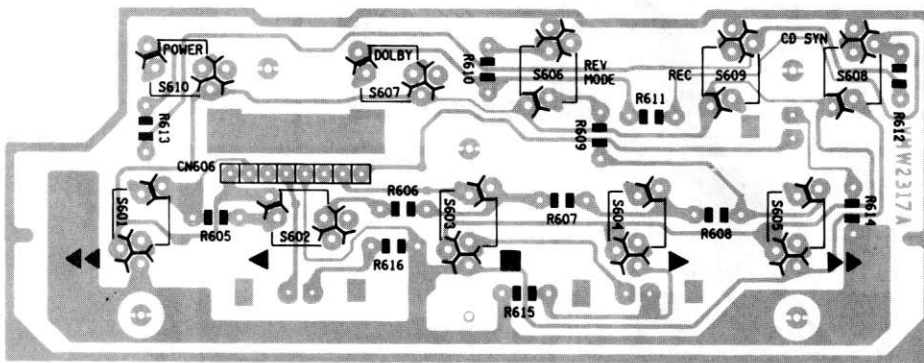 POWER
DOLBY
CD SYN
R610
S606
REV
MODE
REC
S609
S608
S610
S607
R611
R612
R613
R609
CN606
S601
R605
S602
R606
R616
S603
R607
S604
R608
S605
R614
R615